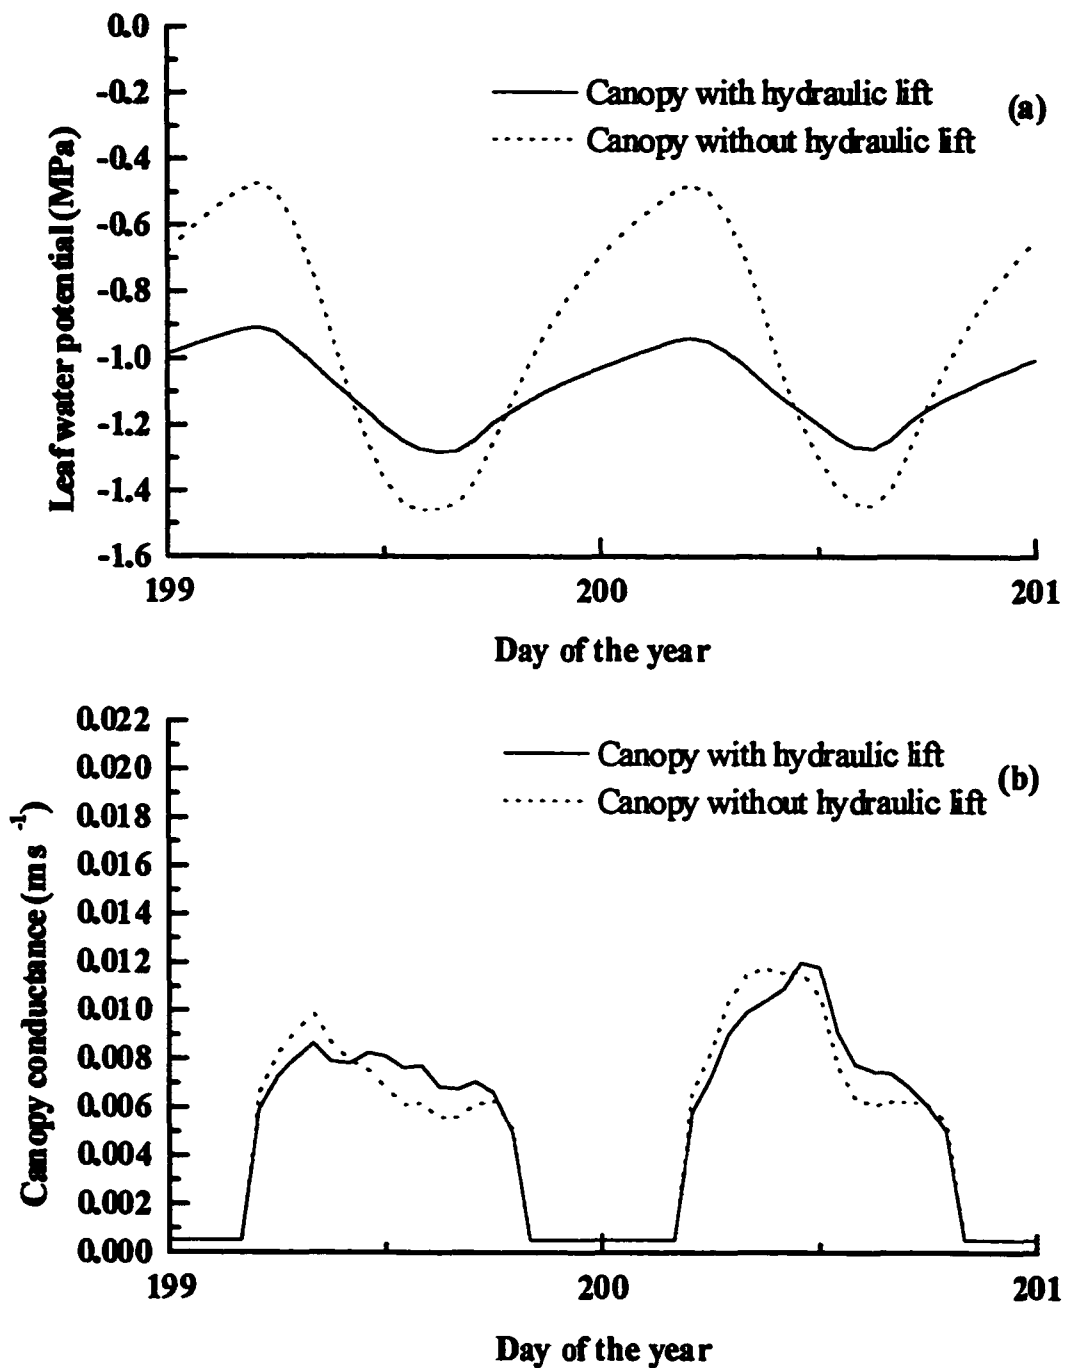 0.0
-0.2
-0.4
-0.6
-0.8
-1.0
-1.2
-1.4
-1.6
Leaf water potential (MPa)
Canopy with hydraulic lift
Canopy without hydraulic lift
(a)
199
200
201
Day of the year
0.022
0.020
0.018
0.016
0.014
0.012
0.010
0.008
0.006
0.004
0.002
0.000
Canopy conductance (ms⁻¹)
Canopy with hydraulic lift
Canopy without hydraulic lift
(b)
199
200
201
Day of the year